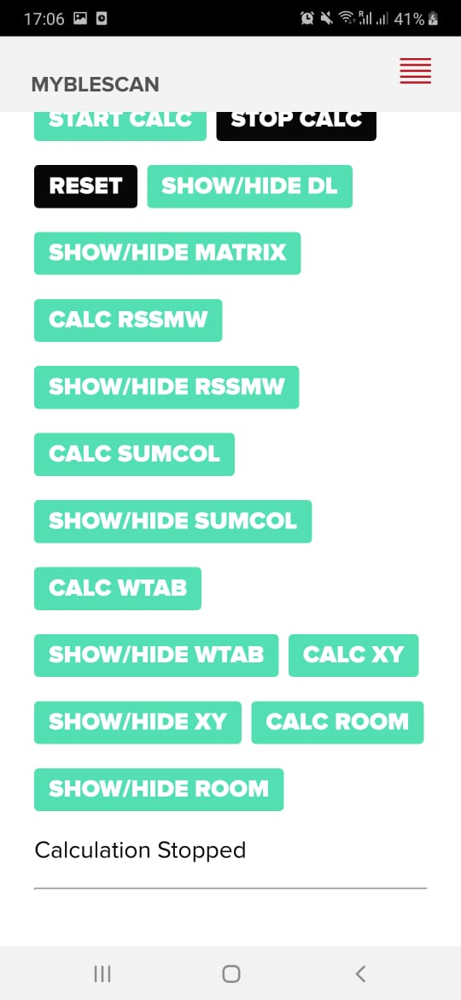 17:06 41%
MYBLESCAN
START CALC STOP CALC
RESET SHOW/HIDE DL
SHOW/HIDE MATRIX
CALC RSSMW
SHOW/HIDE RSSMW
CALC SUMCOL
SHOW/HIDE SUMCOL
CALC WTAB
SHOW/HIDE WTAB CALC XY
SHOW/HIDE XY CALC ROOM
SHOW/HIDE ROOM
Calculation Stopped